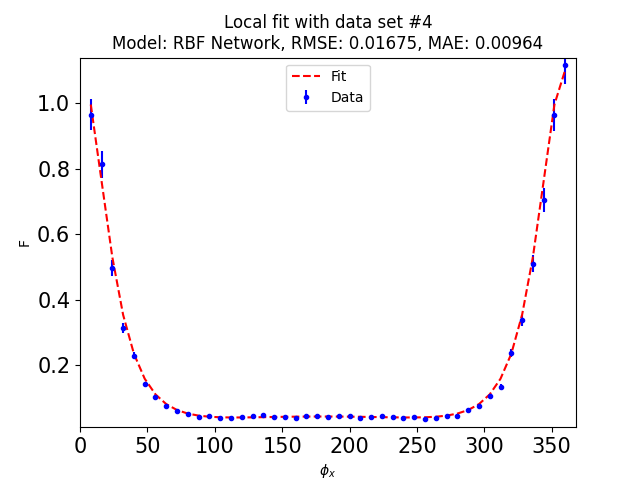 Local fit with data set #4
Model: RBF Network, RMSE: 0.01675, MAE: 0.00964
Fit
Data
1.0
0.8
0.6
0.4
0.2
F
0 50 100 150 200 250 300 350
ϕₓ